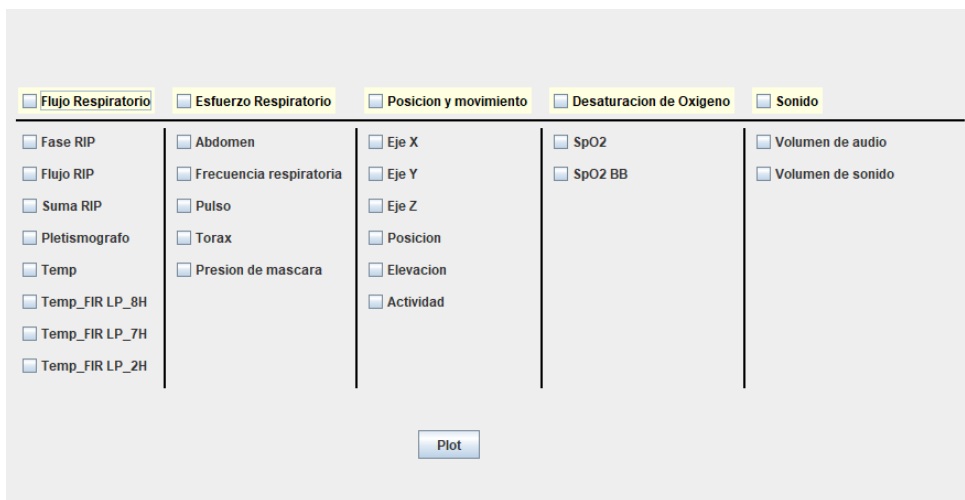 Flujo Respiratorio
Esfuerzo Respiratorio
Posicion y movimiento
Desaturacion de Oxigeno
Sonido
Fase RIP
Flujo RIP
Suma RIP
Pletismografo
Temp
Temp_FIR LP_8H
Temp_FIR LP_7H
Temp_FIR LP_2H
Abdomen
Frecuencia respiratoria
Pulso
Torax
Presion de mascara
Eje X
Eje Y
Eje Z
Posicion
Elevacion
Actividad
SpO2
SpO2 BB
Volumen de audio
Volumen de sonido
Plot